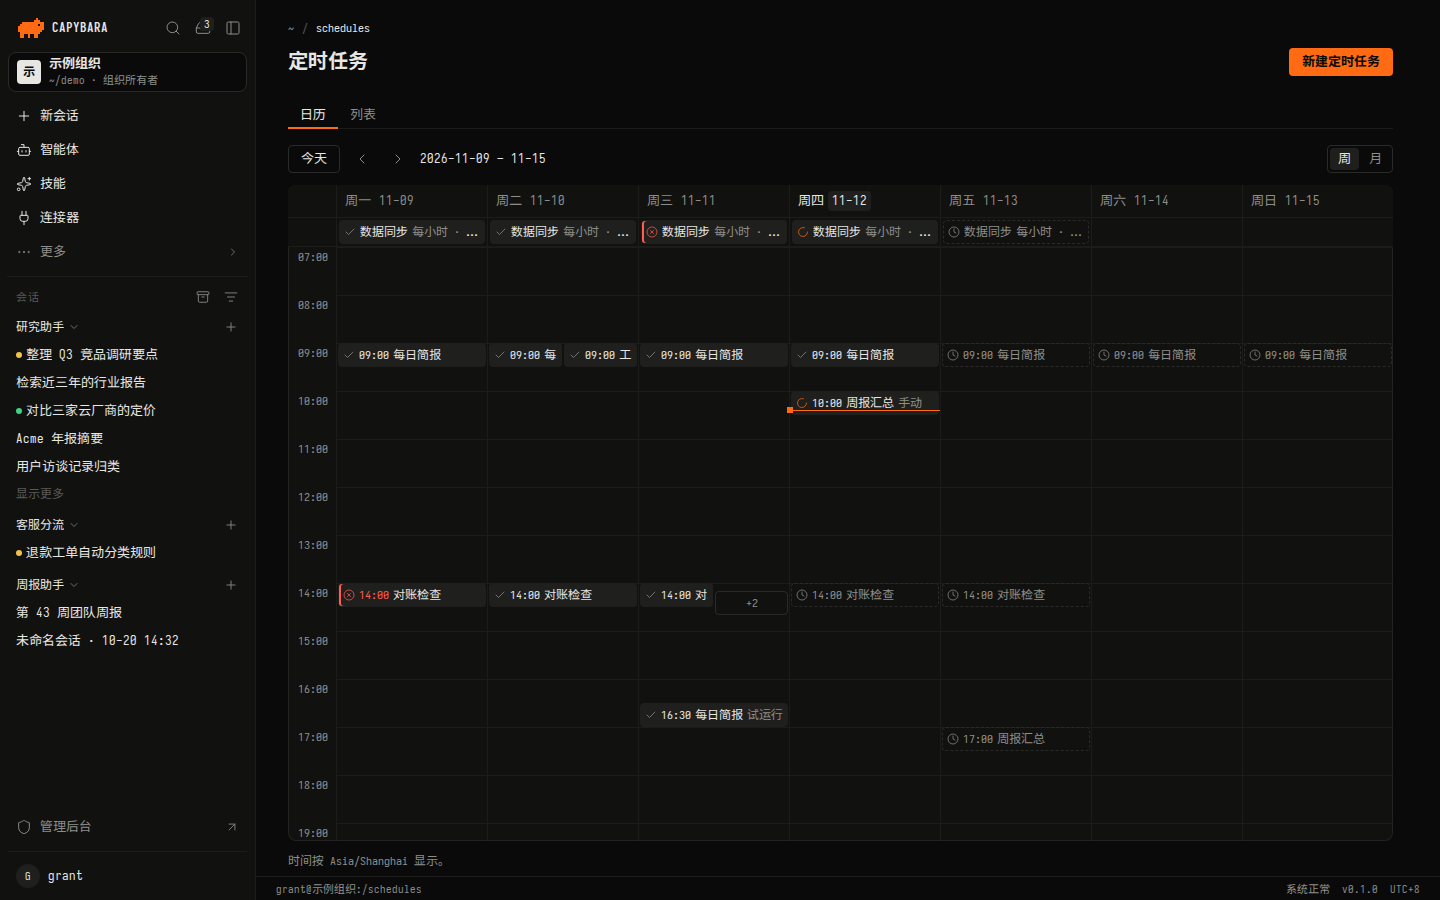 CAPYBARA
3
示
示例组织
~/demo · 组织所有者
新会话
智能体
技能
连接器
更多
会话
研究助手
整理 Q3 竞品调研要点
检索近三年的行业报告
对比三家云厂商的定价
Acme 年报摘要
用户访谈记录归类
显示更多
客服分流
退款工单自动分类规则
周报助手
第 43 周团队周报
未命名会话 · 10-20 14:32
管理后台
G grant
~ / schedules
定时任务
新建定时任务
日历 列表
今天 2026-11-09 – 11-15 周 月
周一 11-09 周二 11-10 周三 11-11 周四 11-12 周五 11-13 周六 11-14 周日 11-15
数据同步 每小时 · … 数据同步 每小时 · … 数据同步 每小时 · … 数据同步 每小时 · … 数据同步 每小时 · …
07:00
08:00
09:00 09:00 每日简报 09:00 每 09:00 工 09:00 每日简报 09:00 每日简报 09:00 每日简报 09:00 每日简报 09:00 每日简报
10:00 10:00 周报汇总 手动
11:00
12:00
13:00
14:00 14:00 对账检查 14:00 对账检查 14:00 对 +2 14:00 对账检查 14:00 对账检查
15:00
16:00
16:30 每日简报 试运行
17:00 17:00 周报汇总
18:00
19:00
时间按 Asia/Shanghai 显示。
grant@示例组织:/schedules 系统正常 v0.1.0 UTC+8